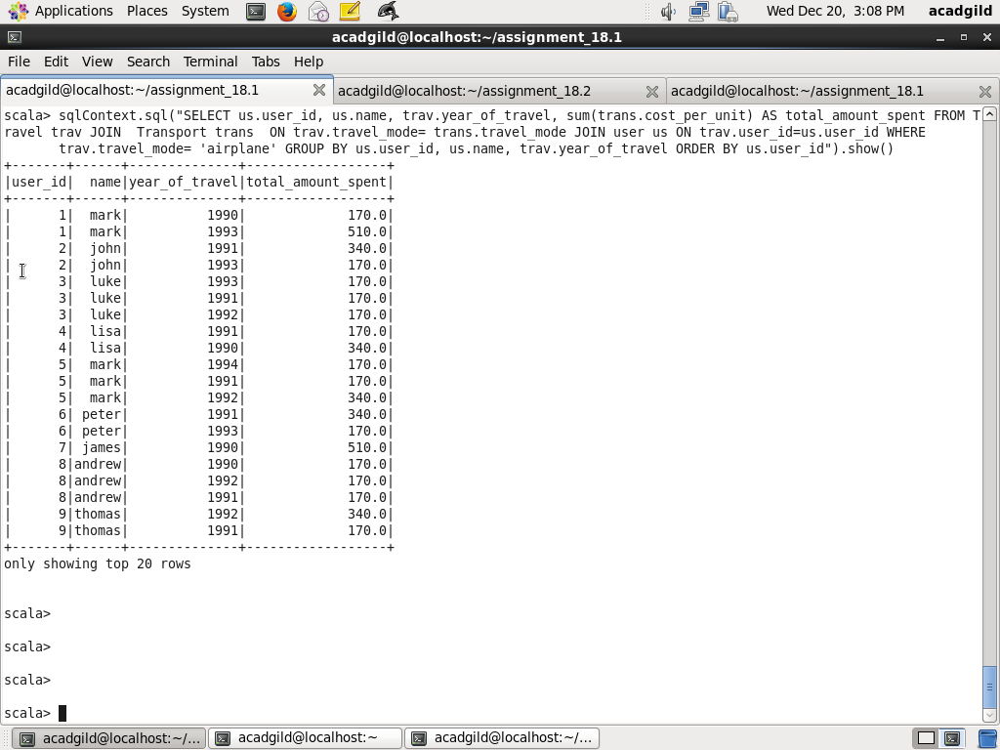 Applications Places System Wed Dec 20, 3:08 PM acadgild
acadgild@localhost:~/assignment_18.1
File Edit View Search Terminal Tabs Help
acadgild@localhost:~/assignment_18.1 acadgild@localhost:~/assignment_18.2 acadgild@localhost:~/assignment_18.1
scala> sqlContext.sql("SELECT us.user_id, us.name, trav.year_of_travel, sum(trans.cost_per_unit) AS total_amount_spent FROM T
ravel trav JOIN  Transport trans  ON trav.travel_mode= trans.travel_mode JOIN user us ON trav.user_id=us.user_id WHERE
       trav.travel_mode= 'airplane' GROUP BY us.user_id, us.name, trav.year_of_travel ORDER BY us.user_id").show()
+-------+------+--------------+------------------+
|user_id|  name|year_of_travel|total_amount_spent|
+-------+------+--------------+------------------+
|      1|  mark|          1990|             170.0|
|      1|  mark|          1993|             510.0|
|      2|  john|          1991|             340.0|
|      2|  john|          1993|             170.0|
|      3|  luke|          1993|             170.0|
|      3|  luke|          1991|             170.0|
|      3|  luke|          1992|             170.0|
|      4|  lisa|          1991|             170.0|
|      4|  lisa|          1990|             340.0|
|      5|  mark|          1994|             170.0|
|      5|  mark|          1991|             170.0|
|      5|  mark|          1992|             340.0|
|      6| peter|          1991|             340.0|
|      6| peter|          1993|             170.0|
|      7| james|          1990|             510.0|
|      8|andrew|          1990|             170.0|
|      8|andrew|          1992|             170.0|
|      8|andrew|          1991|             170.0|
|      9|thomas|          1992|             340.0|
|      9|thomas|          1991|             170.0|
+-------+------+--------------+------------------+
only showing top 20 rows
scala>
scala>
scala>
scala>
acadgild@localhost:~/... acadgild@localhost:~ acadgild@localhost:~/...